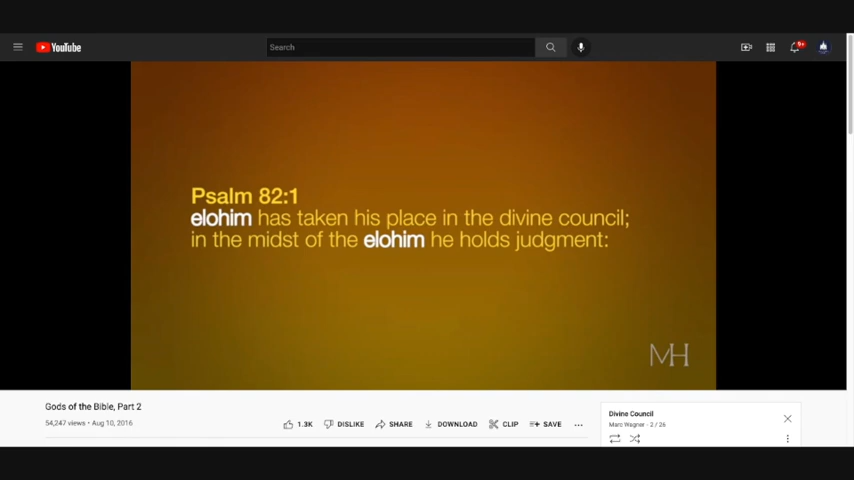 YouTube
Search
9+
Psalm 82:1
elohim has taken his place in the divine council;
in the midst of the elohim he holds judgment:
MH
Gods of the Bible, Part 2
54,247 views • Aug 10, 2016
1.3K DISLIKE SHARE DOWNLOAD CLIP SAVE ...
Divine Council
Marc Wagner - 2 / 26